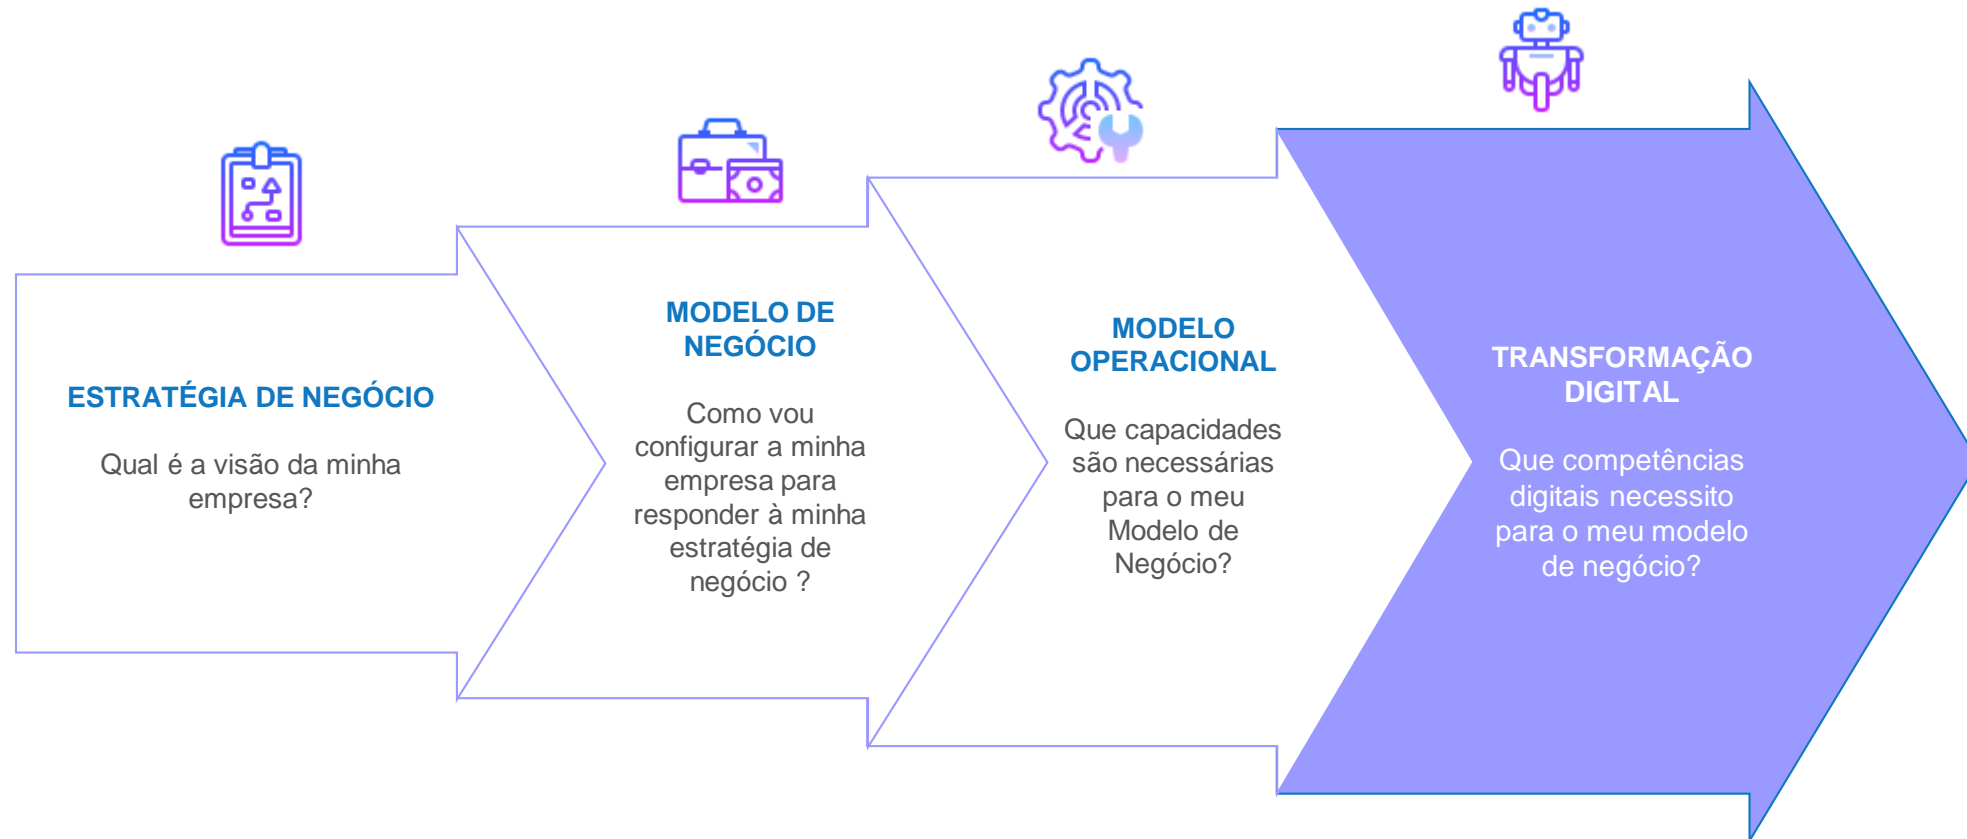 ESTRATÉGIA DE NEGÓCIO
Qual é a visão da minha
empresa?
MODELO DE
NEGÓCIO
Como vou
configurar a minha
empresa para
responder à minha
estratégia de
negócio ?
MODELO
OPERACIONAL
Que capacidades
são necessárias
para o meu
Modelo de
Negócio?
TRANSFORMAÇÃO
DIGITAL
Que competências
digitais necessito
para o meu modelo
de negócio?